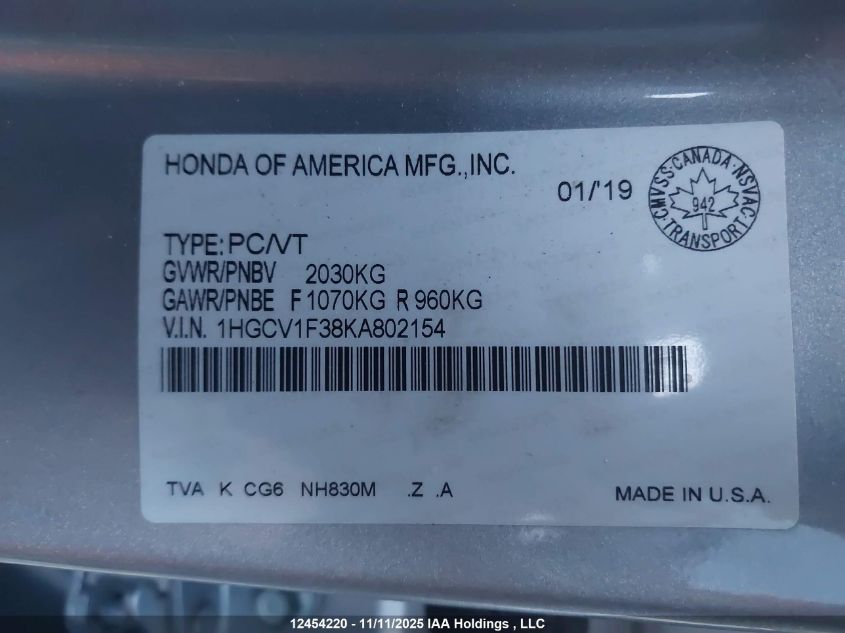 HONDA OF AMERICA MFG.,INC.
01/'19
CMVSS·CANADA·NSVAC
942
·TRANSPORT·
TYPE: PC/VT
GVWR/PNBV 2030KG
GAWR/PNBE F 1070KG R 960KG
V.I.N. 1HGCV1F38KA802154
TVA K CG6 NH830M .Z .A
MADE IN U.S.A.
12454220 - 11/11/2025 IAA Holdings , LLC